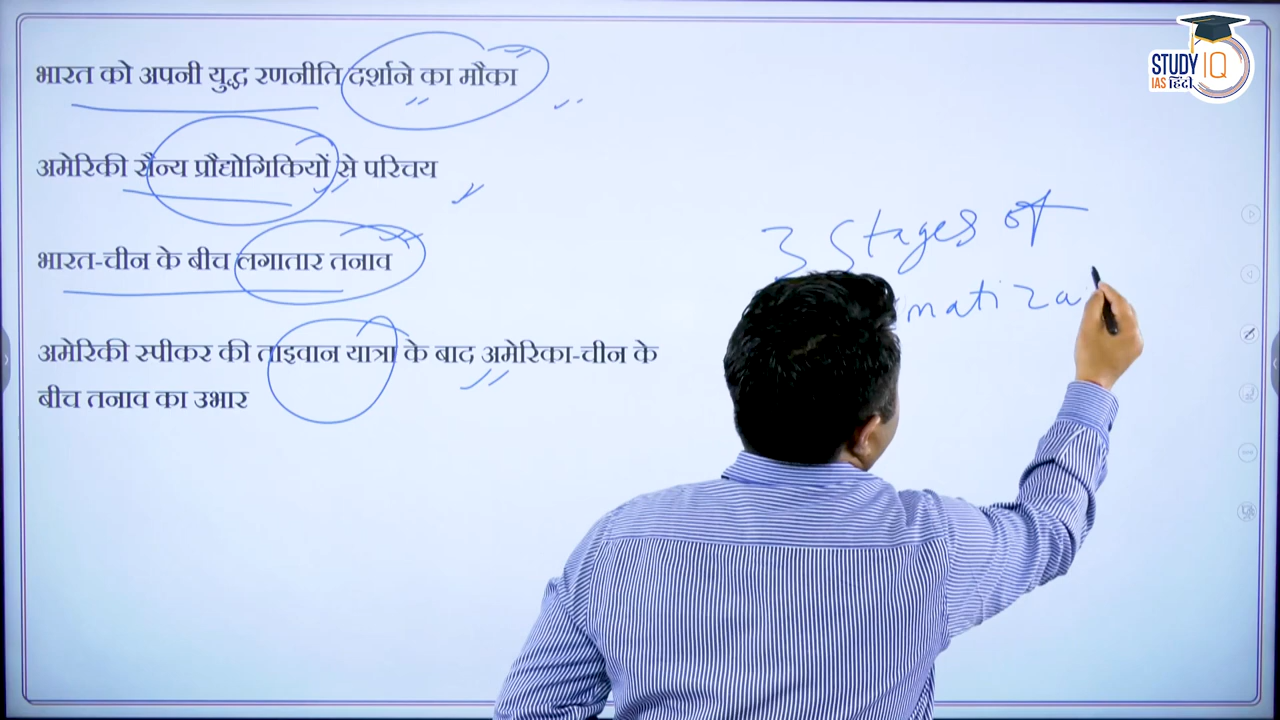 भारत को अपनी युद्ध रणनीति दर्शाने का मौका
अमेरिकी सैन्य प्रौद्योगिकियों से परिचय
भारत-चीन के बीच लगातार तनाव
अमेरिकी स्पीकर की ताइवान यात्रा के बाद अमेरिका-चीन के
बीच तनाव का उभार
3 Stages of
STUDY IQ
IAS हिंदी